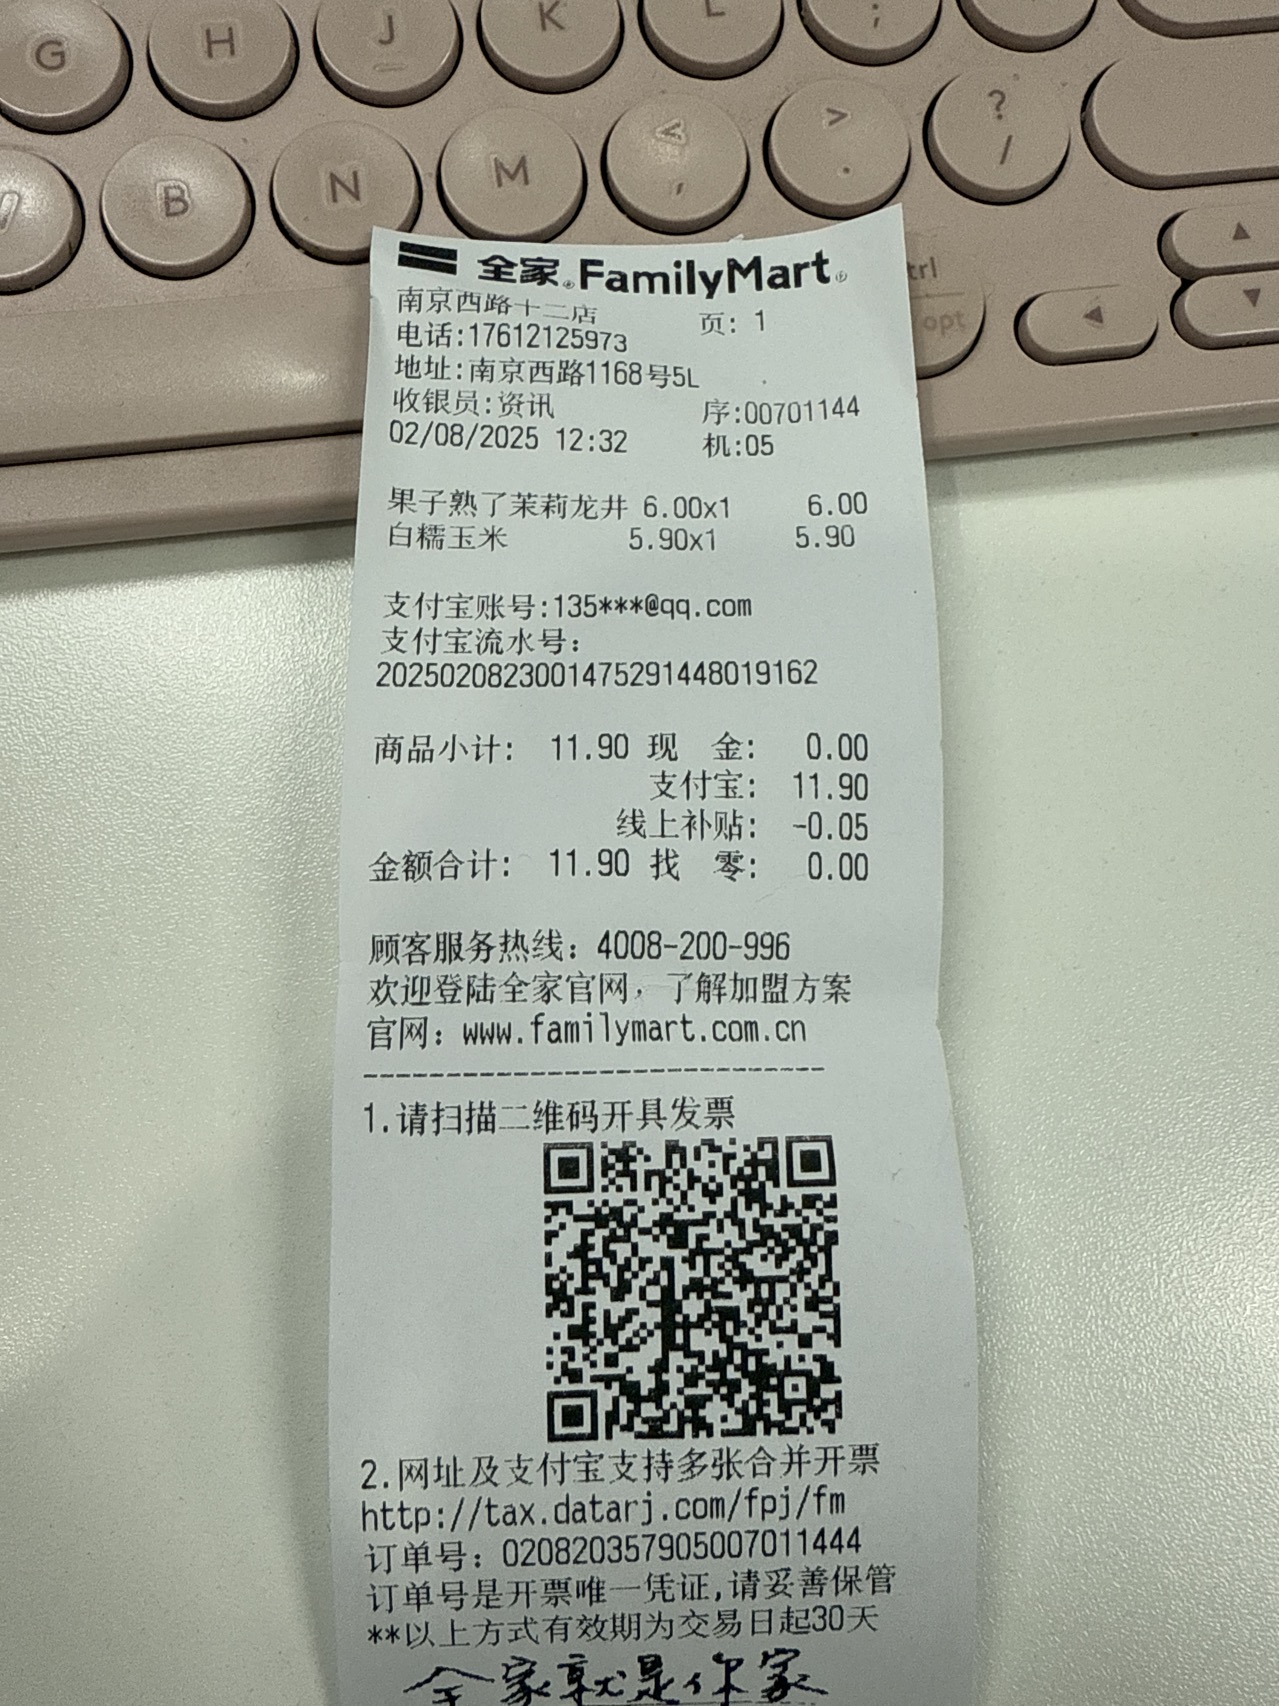 G H J K L ;
B N M < , > . ? /
ctrl
opt
全家 FamilyMart
南京西路十二店 页: 1
电话:17612125973
地址:南京西路1168号5L
收银员:资讯 序:00701144
02/08/2025 12:32 机:05
果子熟了茉莉龙井 6.00x1 6.00
白糯玉米 5.90x1 5.90
支付宝账号:135***@qq.com
支付宝流水号:
2025020823001475291448019162
商品小计: 11.90 现 金: 0.00
支付宝: 11.90
线上补贴: -0.05
金额合计: 11.90 找 零: 0.00
顾客服务热线: 4008-200-996
欢迎登陆全家官网，了解加盟方案
官网: www.familymart.com.cn
----------------------------
1.请扫描二维码开具发票
2.网址及支付宝支持多张合并开票
http://tax.datarj.com/fpj/fm
订单号: 020820357905007011444
订单号是开票唯一凭证,请妥善保管
**以上方式有效期为交易日起30天
全家就是你家